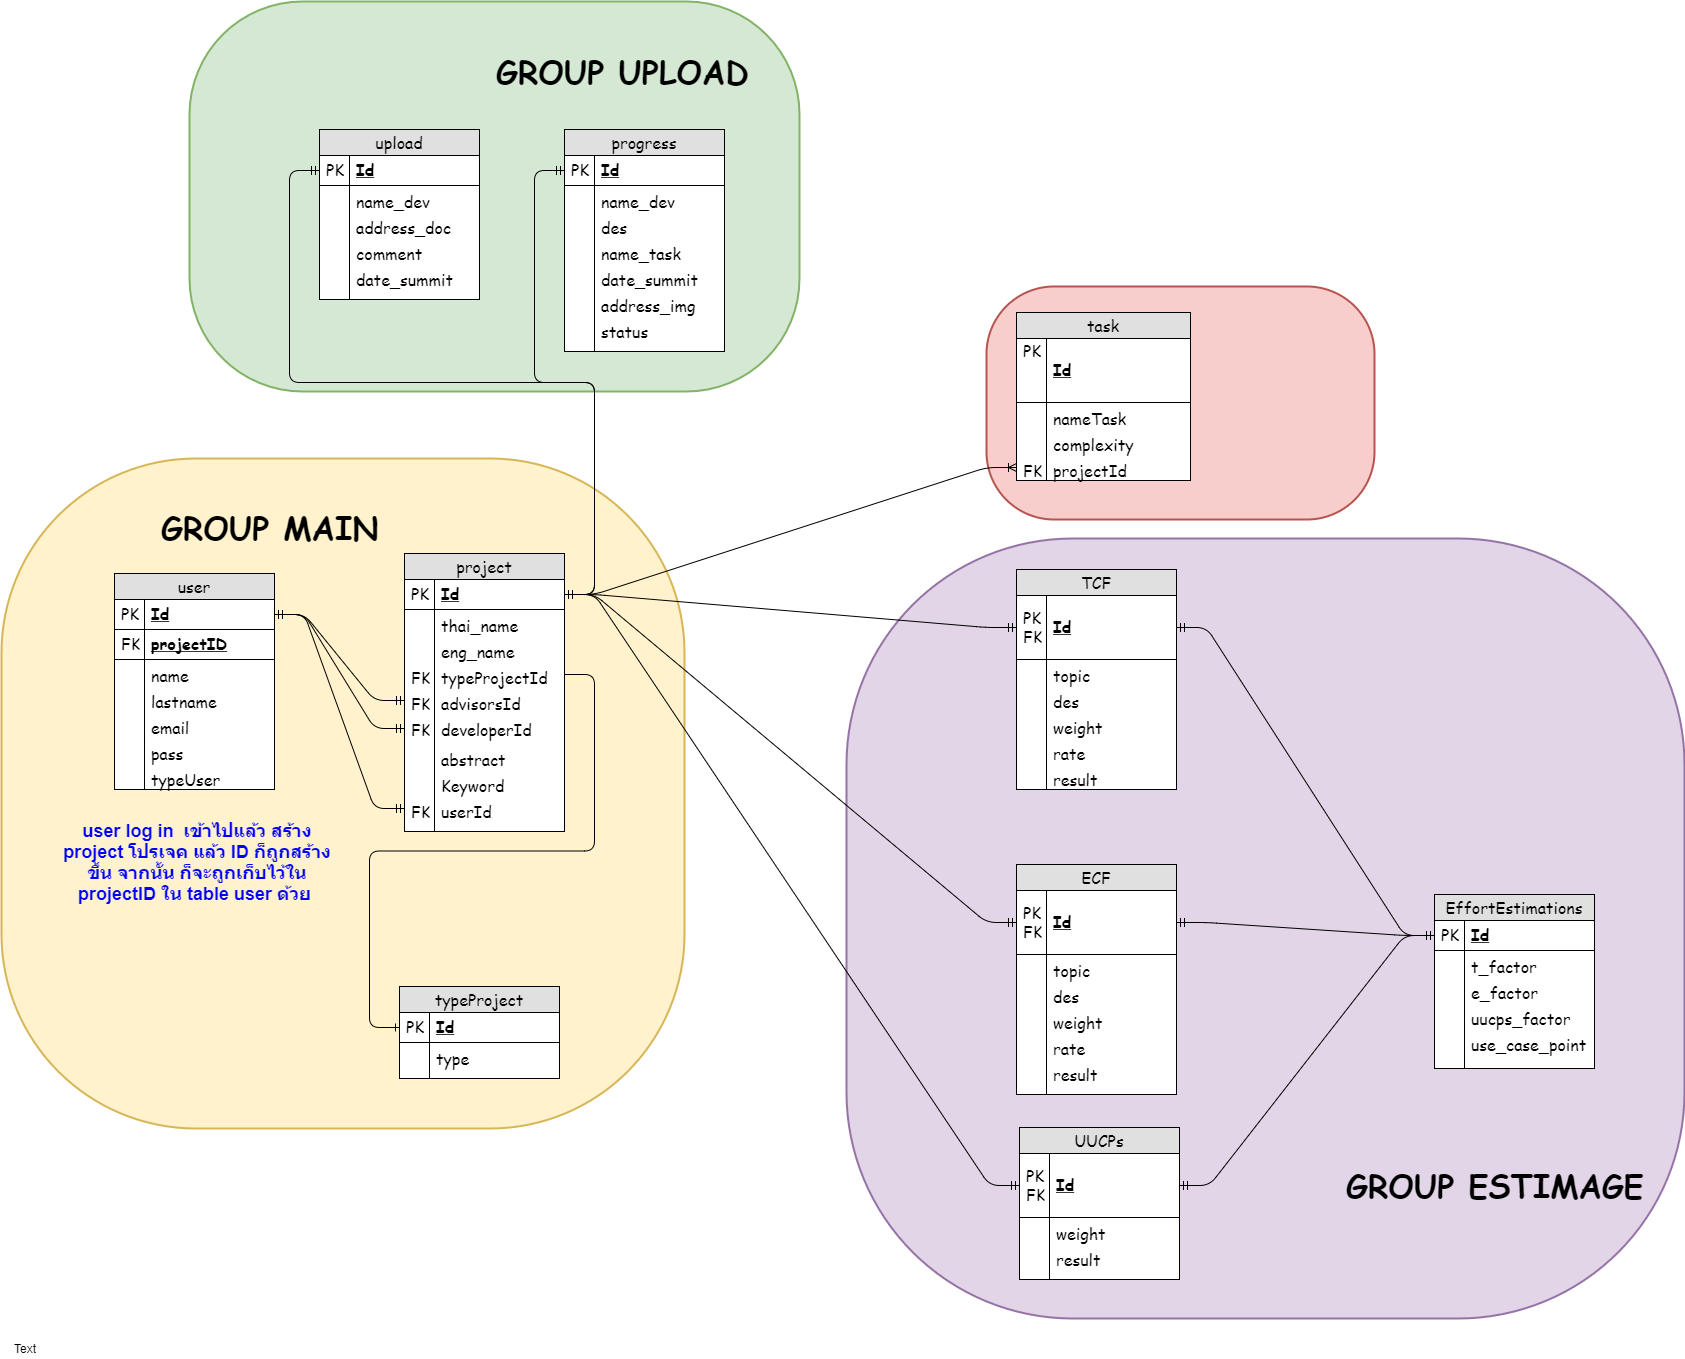 GROUP UPLOAD
upload
PK Id
name_dev
address_doc
comment
date_summit
progress
PK Id
name_dev
des
name_task
date_summit
address_img
status
task
PK
Id
nameTask
complexity
FK projectId
GROUP MAIN
user
PK Id
FK projectID
name
lastname
email
pass
typeUser
project
PK Id
thai_name
eng_name
FK typeProjectId
FK advisorsId
FK developerId
abstract
Keyword
FK userId
user log in เข้าไปแล้ว สร้าง
project โปรเจค แล้ว ID ก็ถูกสร้าง
ขึ้น จากนั้น ก็จะถูกเก็บไว้ใน
projectID ใน table user ด้วย
typeProject
PK Id
type
TCF
PK
FK
Id
topic
des
weight
rate
result
ECF
PK
FK
Id
topic
des
weight
rate
result
UUCPs
PK
FK
Id
weight
result
EffortEstimations
PK Id
t_factor
e_factor
uucps_factor
use_case_point
GROUP ESTIMAGE
Text